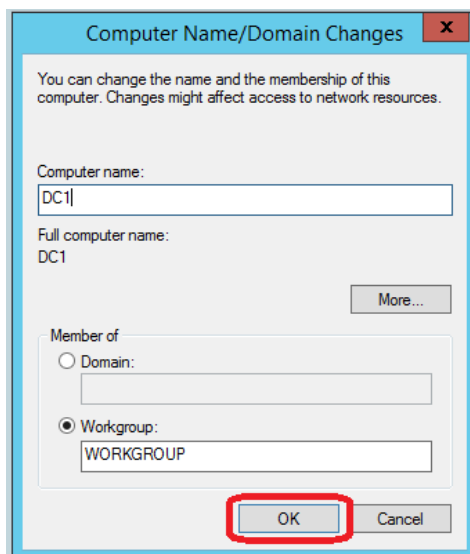 Computer Name/Domain Changes
x
You can change the name and the membership of this
computer. Changes might affect access to network resources.
Computer name:
DC1
Full computer name:
DC1
More...
Member of
Domain:
Workgroup:
WORKGROUP
OK Cancel